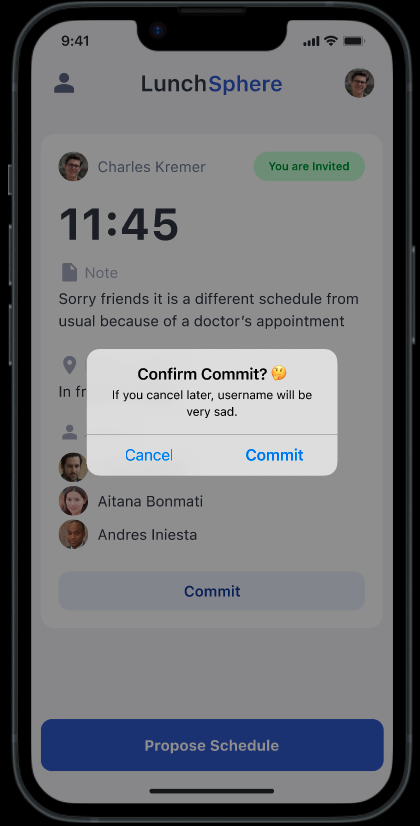 9:41
LunchSphere
Charles Kremer
You are Invited
11:45
Note
Sorry friends it is a different schedule from
usual because of a doctor's appointment
In fr
Confirm Commit? 🤔
If you cancel later, username will be
very sad.
Cancel
Commit
Aitana Bonmati
Andres Iniesta
Commit
Propose Schedule